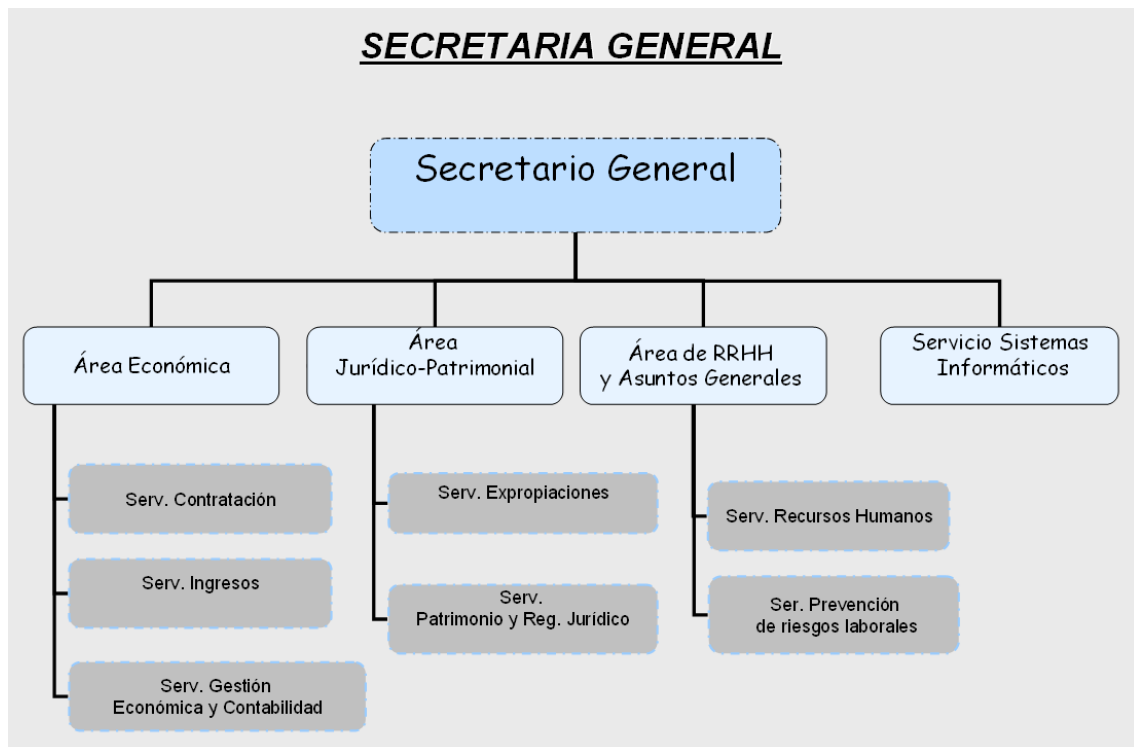 SECRETARIA GENERAL
Secretario General
Área Económica
Área
Jurídico-Patrimonial
Área de RRHH
y Asuntos Generales
Servicio Sistemas
Informáticos
Serv. Contratación
Serv. Ingresos
Serv. Gestión
Económica y Contabilidad
Serv. Expropiaciones
Serv.
Patrimonio y Reg. Jurídico
Serv. Recursos Humanos
Ser. Prevención
de riesgos laborales